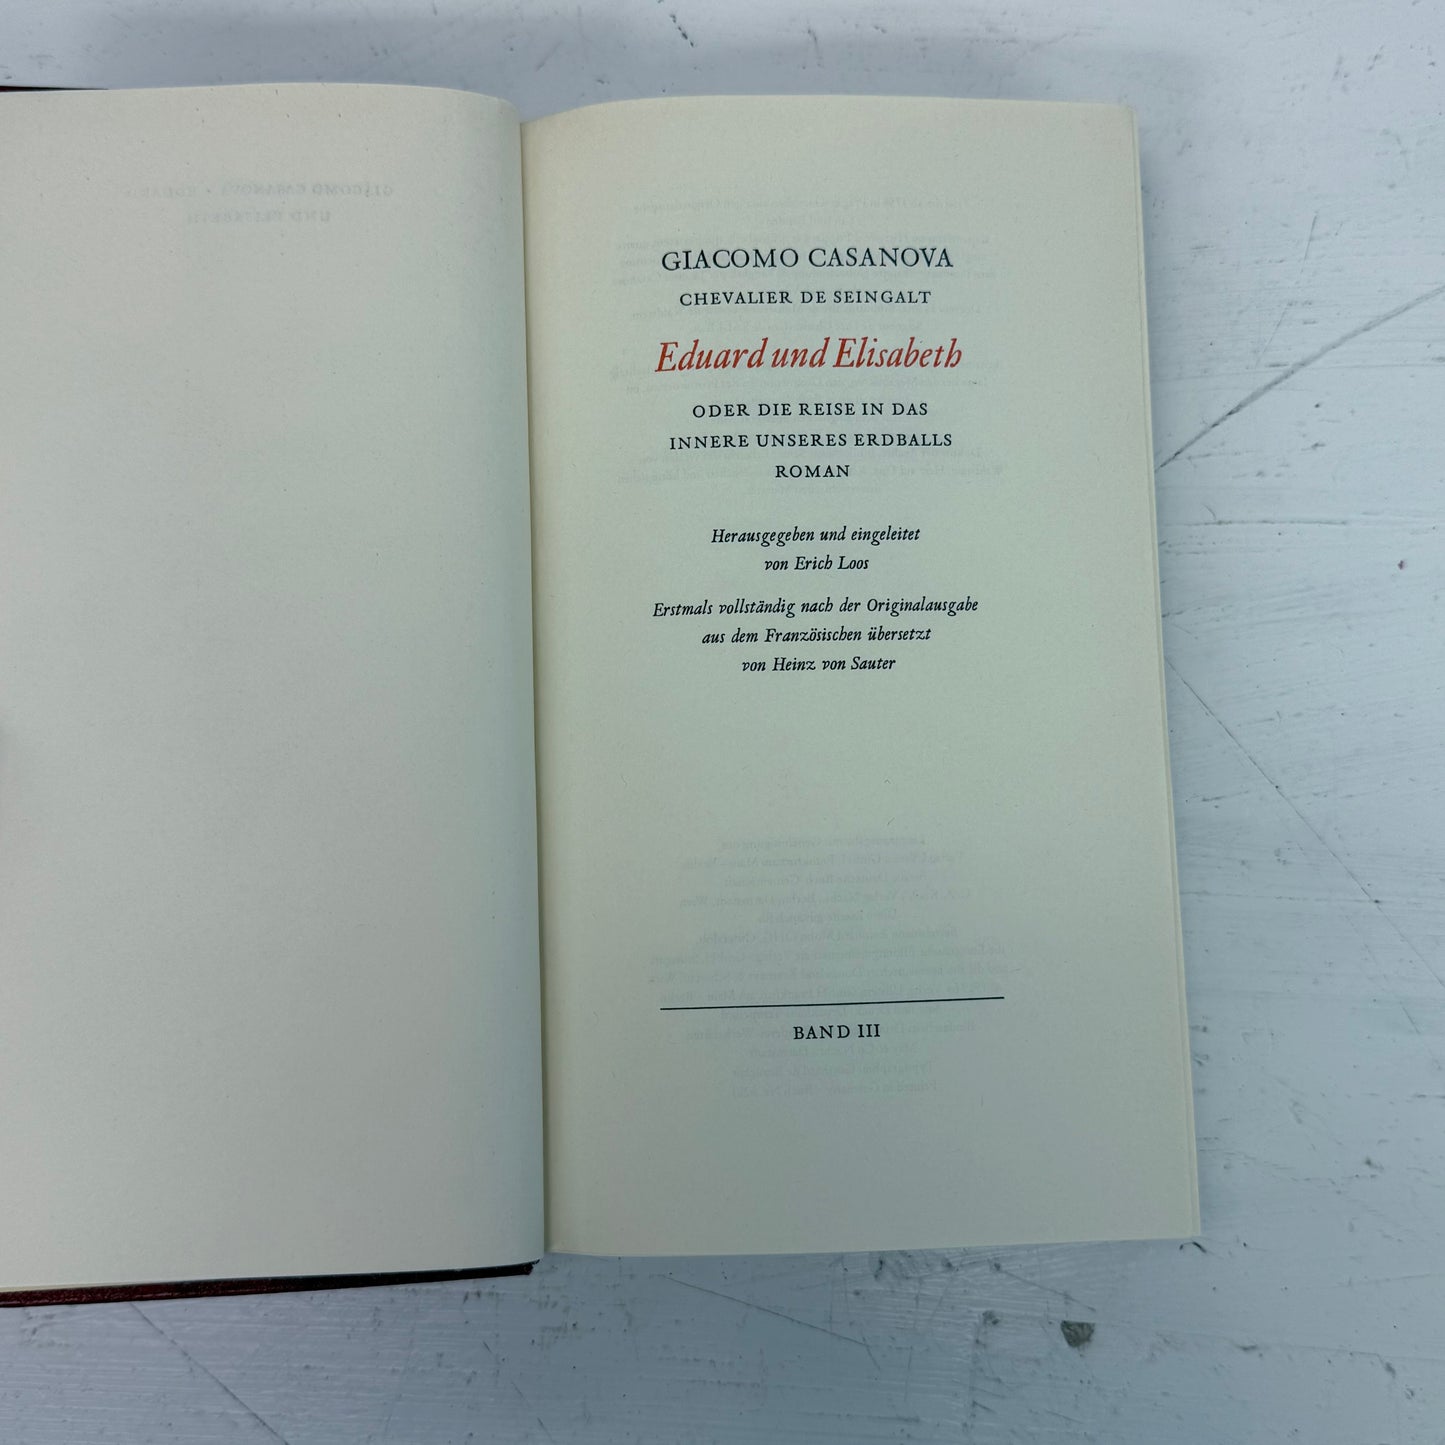 GIACOMO CASANOVA
CHEVALIER DE SEINGALT
Eduard und Elisabeth
ODER DIE REISE IN DAS
INNERE UNSERES ERDBALLS
ROMAN
Herausgegeben und eingeleitet
von Erich Loos
Erstmals vollständig nach der Originalausgabe
aus dem Französischen übersetzt
von Heinz von Sauter
BAND III